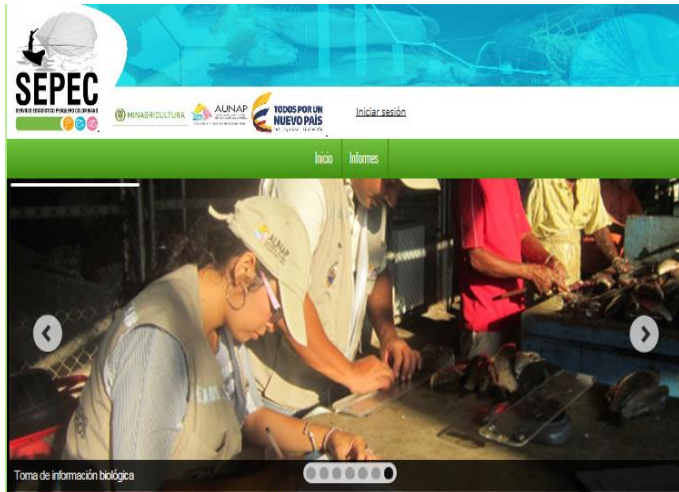 SEPEC
SERVICIO ESTADÍSTICO PESQUERO COLOMBIANO
MINAGRICULTURA
AUNAP
TODOS POR UN
NUEVO PAÍS
Iniciar sesión
Inicio
Informes
AUNAP
Toma de información biológica